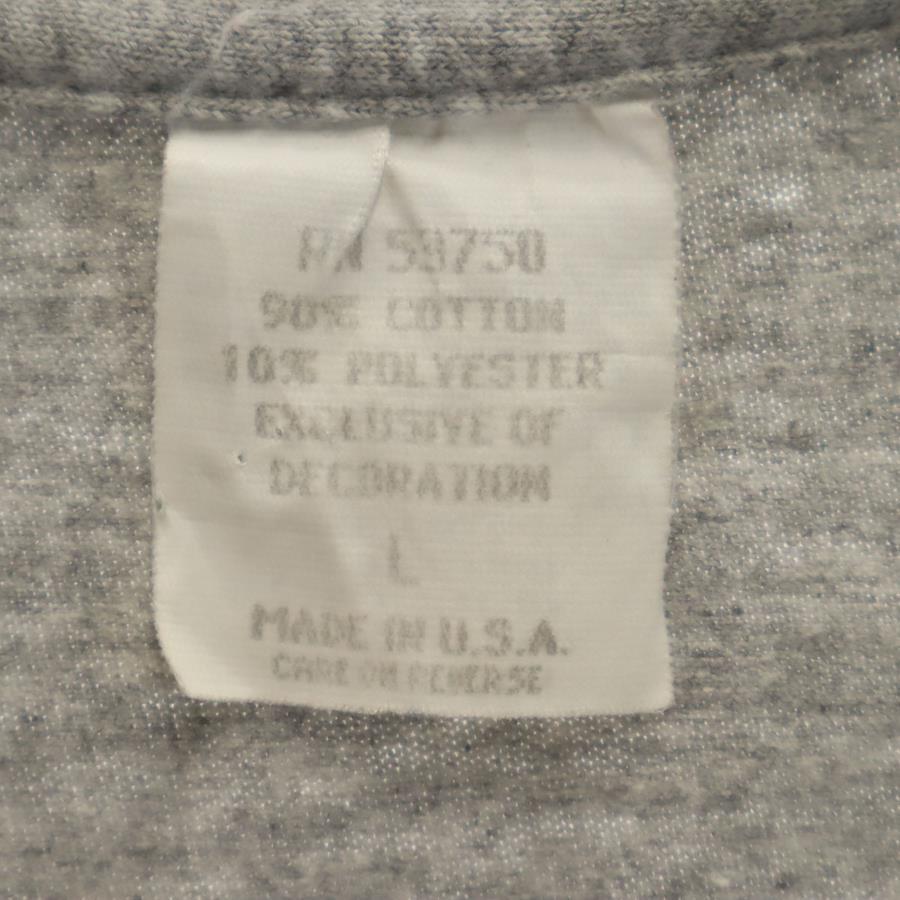 RN 59750
90% COTTON
10% POLYESTER
EXCLUSIVE OF
DECORATION
L
MADE IN U.S.A.
CARE ON REVERSE